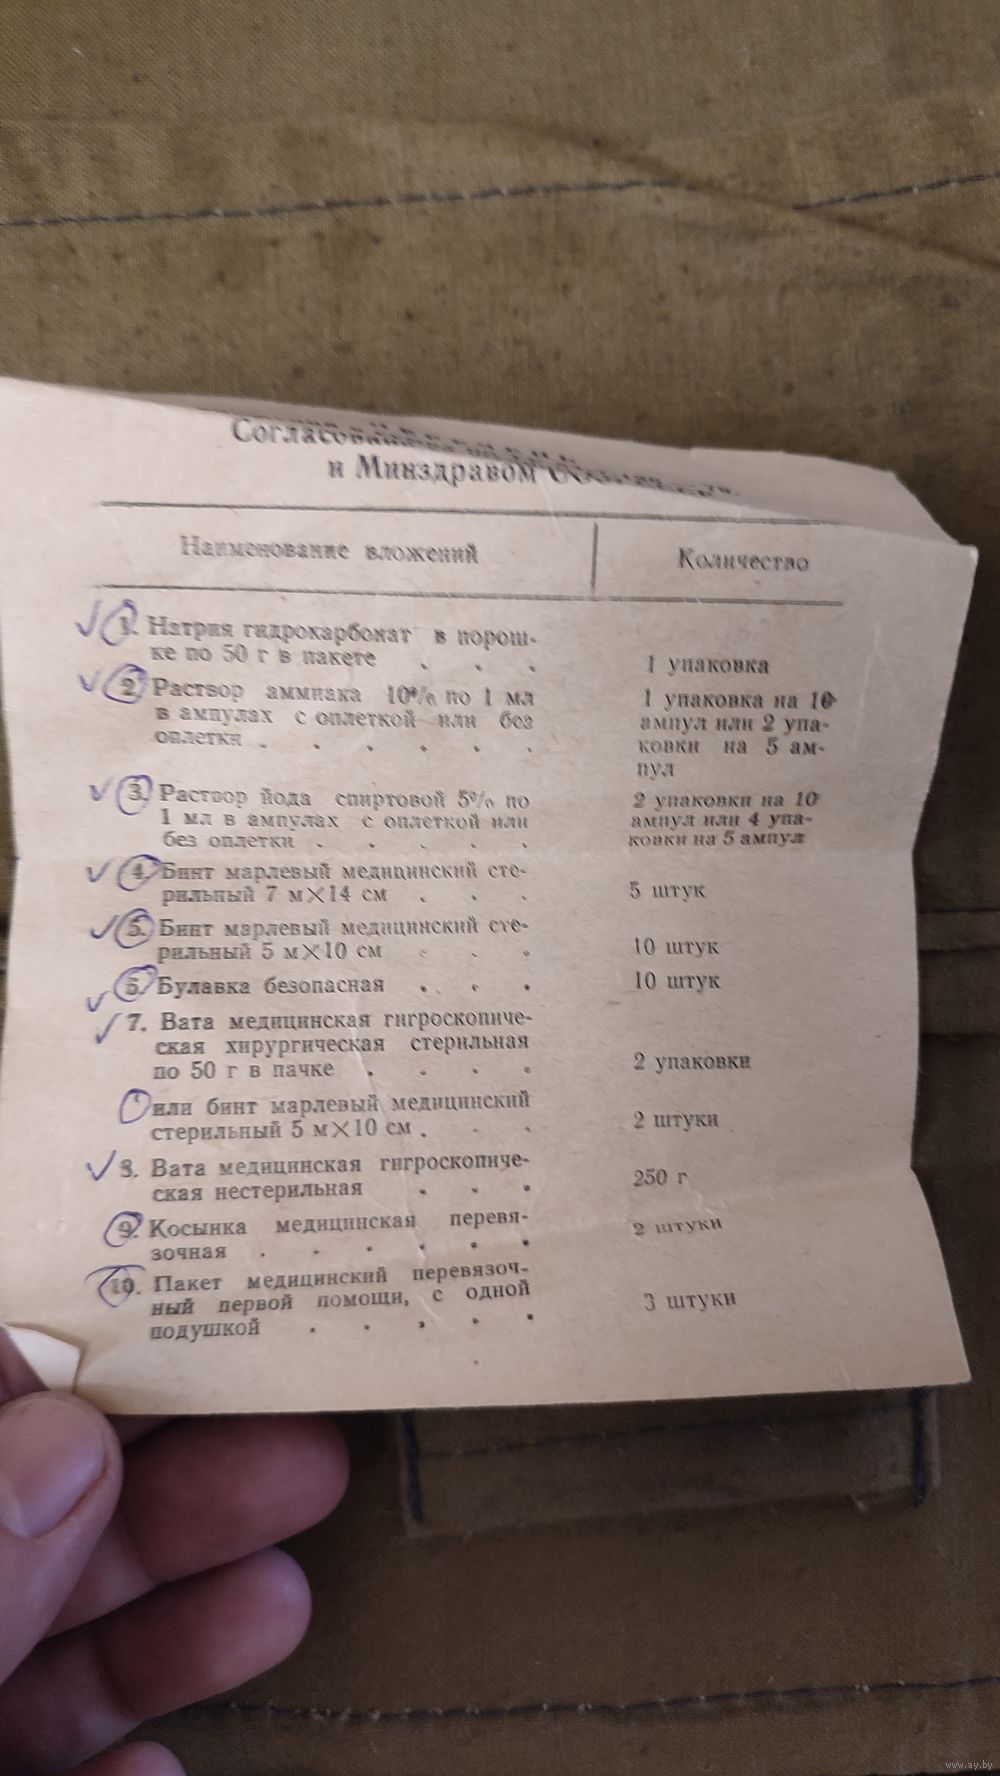 и Минздравом
Наименование вложений
Количество
1. Натрия гидрокарбонат в порош-
ке по 50 г в пакете . . .
1 упаковка
2. Раствор аммиака 10% по 1 мл
в ампулах с оплеткой или без
оплетки . . . . . .
1 упаковка на 10
ампул или 2 упа-
ковки на 5 ам-
пул
3. Раствор йода спиртовой 5% по
1 мл в ампулах с оплеткой или
без оплетки . . . . .
2 упаковки на 10
ампул или 4 упа-
ковки на 5 ампул
4. Бинт марлевый медицинский сте-
рильный 7 м×14 см . . .
5 штук
5. Бинт марлевый медицинский сте-
рильный 5 м×10 см . . .
10 штук
6. Булавка безопасная . . .
10 штук
7. Вата медицинская гигроскопиче-
ская хирургическая стерильная
по 50 г в пачке . . . .
2 упаковки
или бинт марлевый медицинский
стерильный 5 м×10 см . . .
2 штуки
8. Вата медицинская гигроскопиче-
ская нестерильная . . .
250 г
9. Косынка медицинская перевя-
зочная . . . . . .
2 штуки
10. Пакет медицинский перевязоч-
ный первой помощи, с одной
подушкой . . . . .
3 штуки
www.ay.by